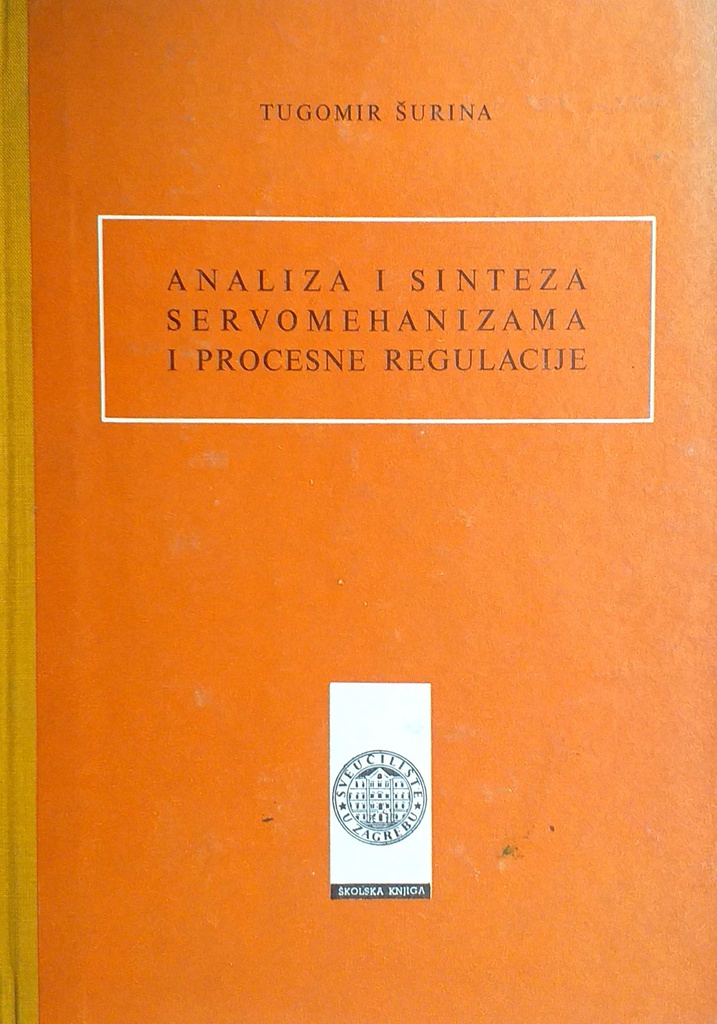 TUGOMIR ŠURINA
ANALIZA I SINTEZA
SERVOMEHANIZAMA
I PROCESNE REGULACIJE
SVEUČILIŠTE
U ZAGREBU
ŠKOLSKA KNJIGA